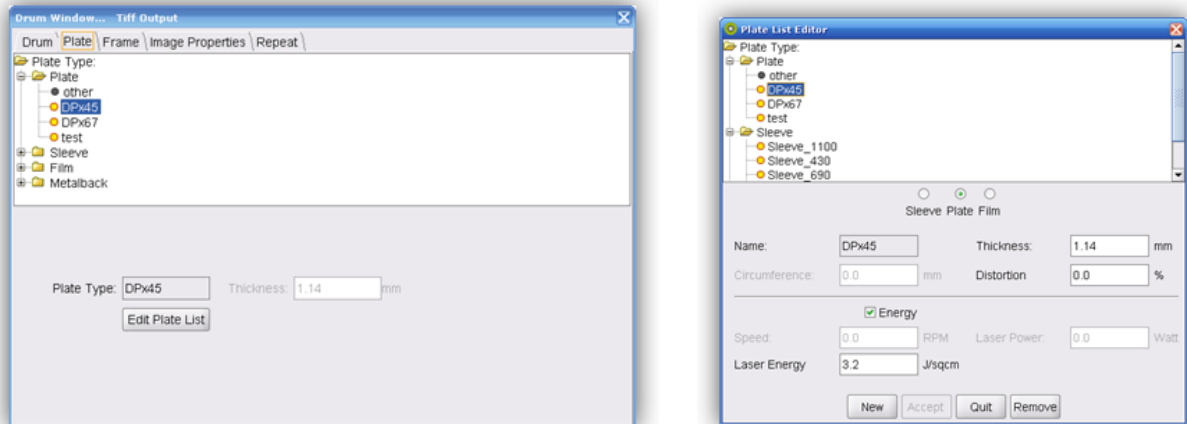 Drum Window... Tiff Output
Drum Plate Frame Image Properties Repeat
Plate Type:
Plate
other
DPx45
DPx67
test
Sleeve
Film
Metalback
Plate Type: DPx45 Thickness: 1.14 mm
Edit Plate List
Plate List Editor
Plate Type:
Plate
other
DPx45
DPx67
test
Sleeve
Sleeve_1100
Sleeve_430
Sleeve_690
Sleeve Plate Film
Name: DPx45 Thickness: 1.14 mm
Circumference: 0.0 mm Distortion 0.0 %
Energy
Speed: 0.0 RPM Laser Power: 0.0 Watt
Laser Energy 3.2 J/sqcm
New Accept Quit Remove